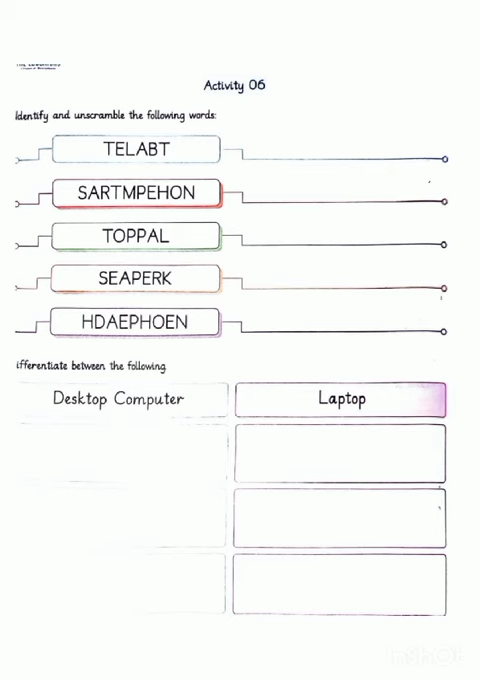 Activity 06
Identify and unscramble the following words:
TELABT
SARTMPEHON
TOPPAL
SEAPERK
HDAEPHOEN
ifferentiate between the following
Desktop Computer
Laptop
InshOt